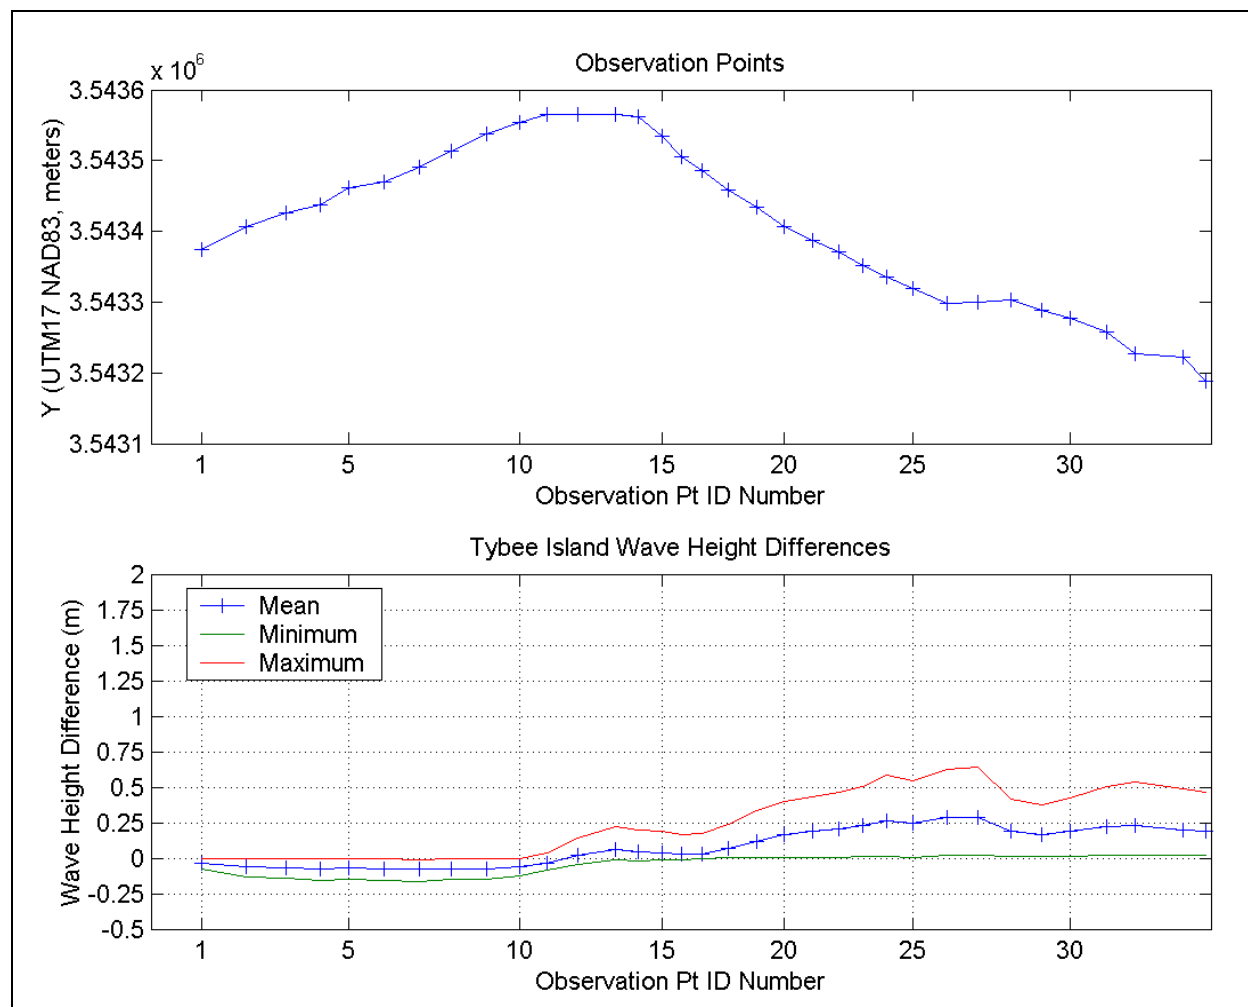 x 10^6
Observation Points
3.5436
3.5435
3.5434
3.5433
3.5432
3.5431
Y (UTM17 NAD83, meters)
1 5 10 15 20 25 30
Observation Pt ID Number
Tybee Island Wave Height Differences
2
1.75
1.5
1.25
1
0.75
0.5
0.25
0
-0.25
-0.5
Wave Height Difference (m)
Mean
Minimum
Maximum
1 5 10 15 20 25 30
Observation Pt ID Number